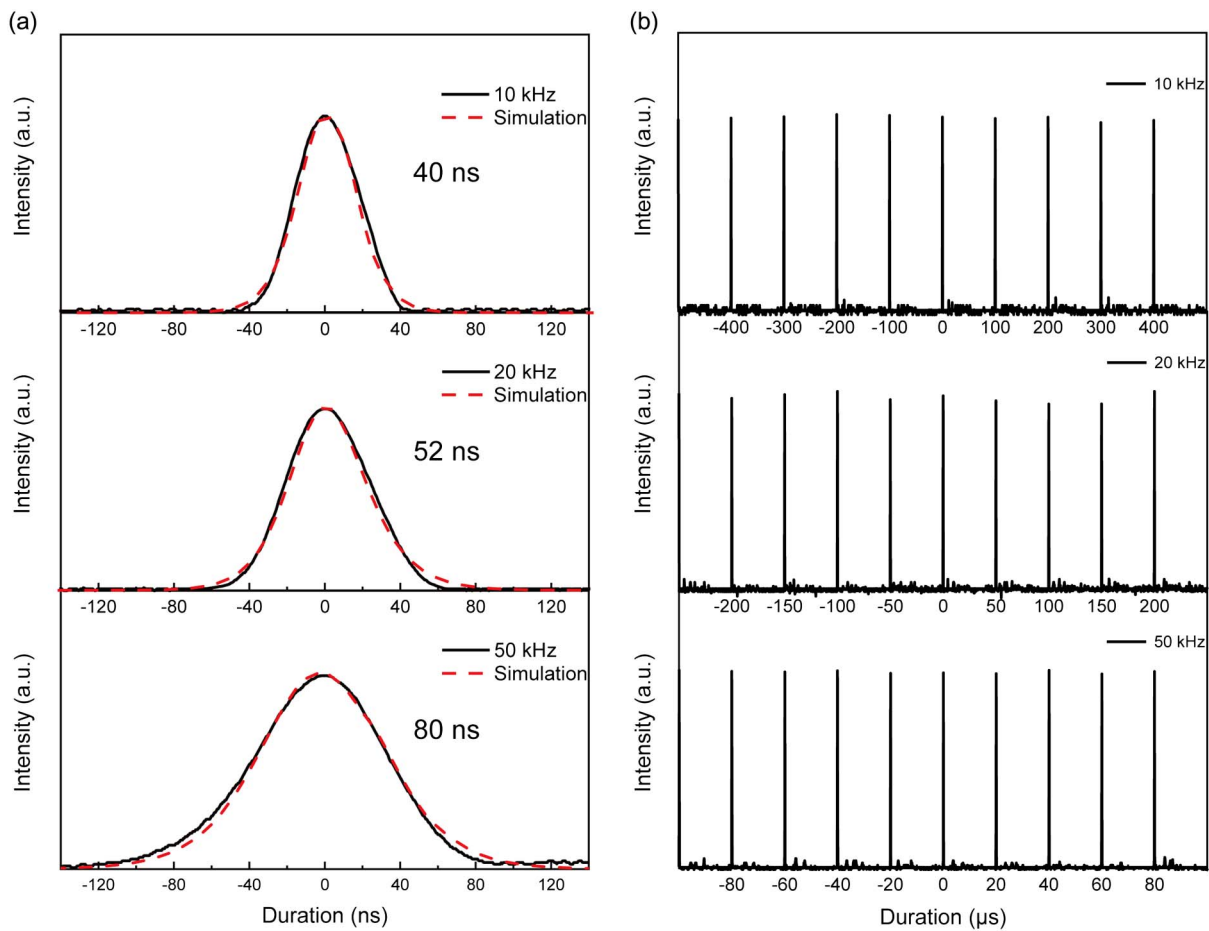 (a)
Intensity (a.u.)
10 kHz
Simulation
40 ns
-120 -80 -40 0 40 80 120
Intensity (a.u.)
20 kHz
Simulation
52 ns
-120 -80 -40 0 40 80 120
Intensity (a.u.)
50 kHz
Simulation
80 ns
-120 -80 -40 0 40 80 120
Duration (ns)
(b)
Intensity (a.u.)
10 kHz
-400 -300 -200 -100 0 100 200 300 400
Intensity (a.u.)
20 kHz
-200 -150 -100 -50 0 50 100 150 200
Intensity (a.u.)
50 kHz
-80 -60 -40 -20 0 20 40 60 80
Duration (μs)